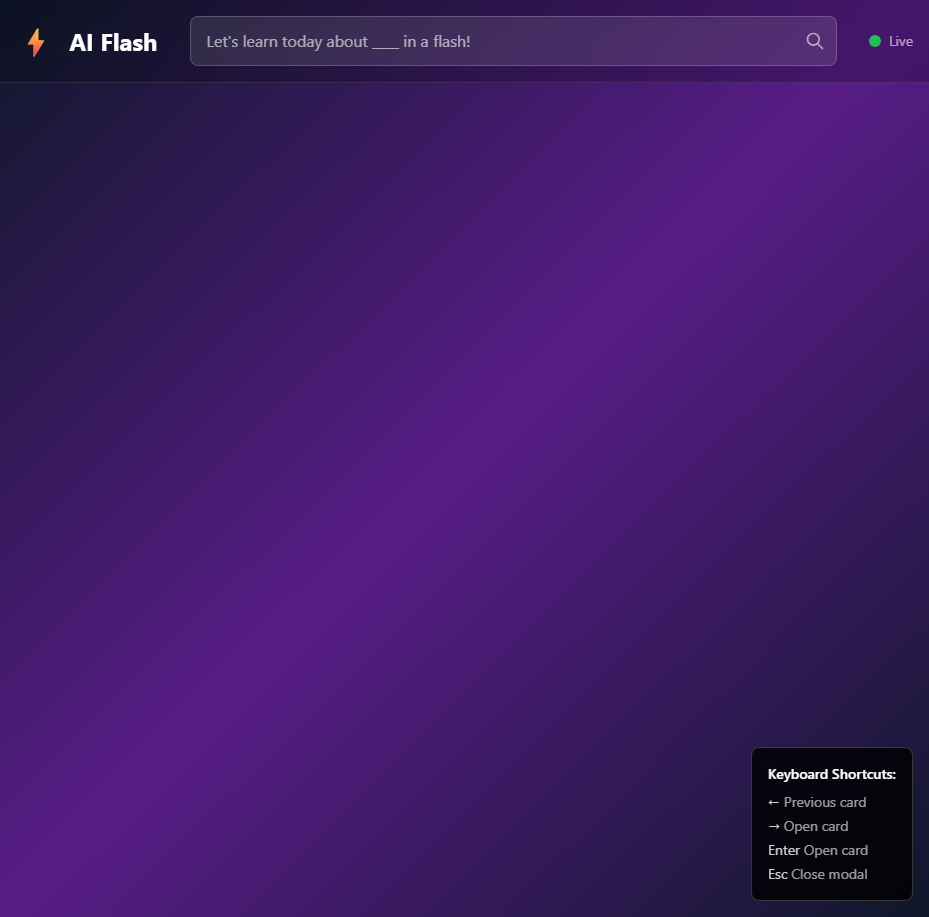 AI Flash
Let's learn today about ____ in a flash!
Live
Keyboard Shortcuts:
← Previous card
→ Open card
Enter Open card
Esc Close modal